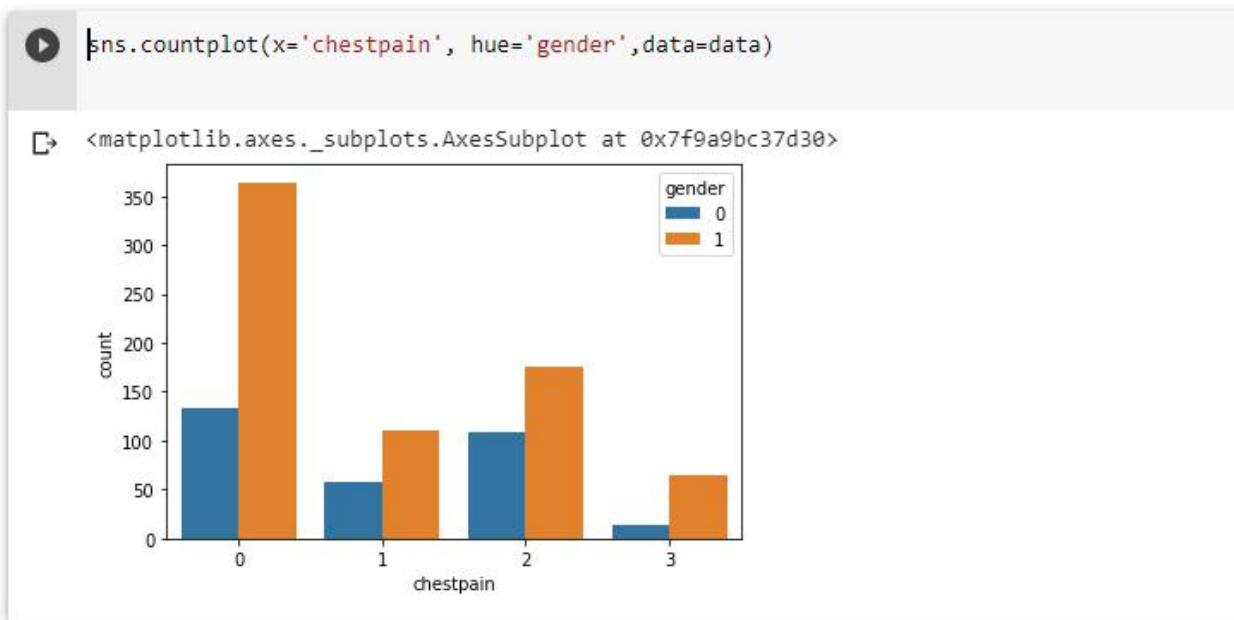 sns.countplot(x='chestpain', hue='gender',data=data)
<matplotlib.axes._subplots.AxesSubplot at 0x7f9a9bc37d30>
gender
0
1
350
300
250
200
150
100
50
0
count
0 1 2 3
chestpain